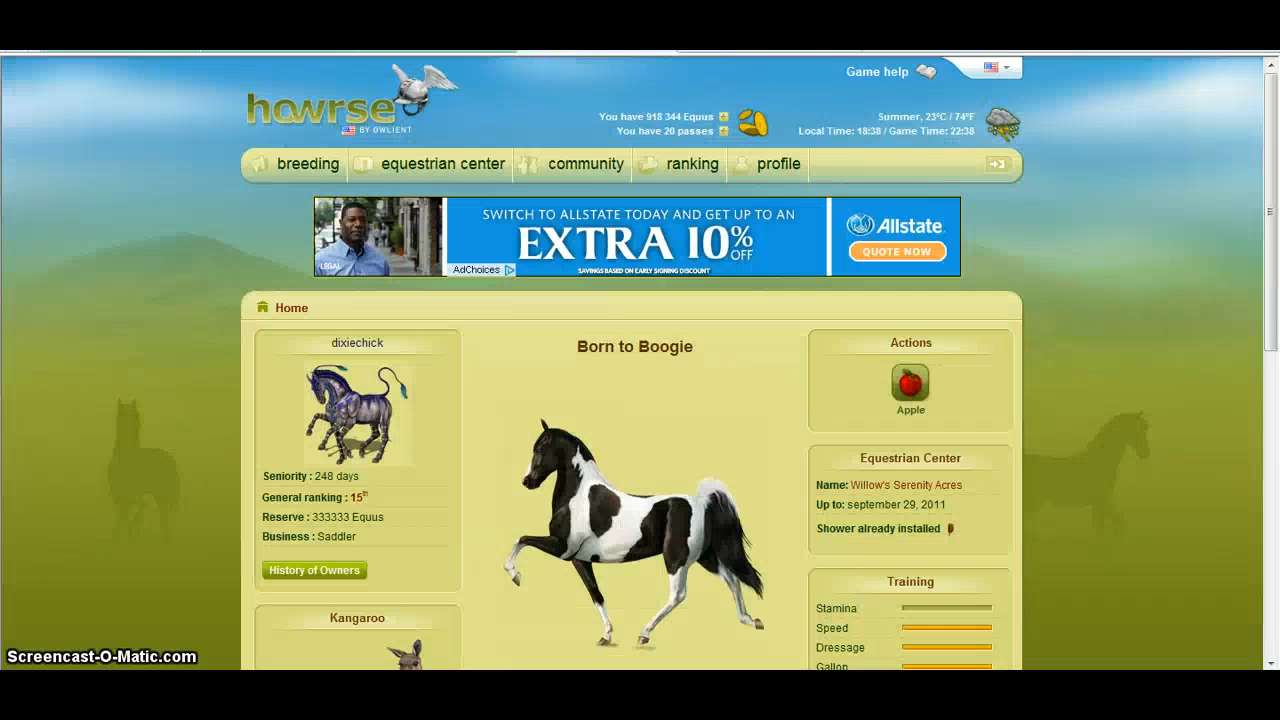 Game help
howrse
BY OWLIENT
You have 918 344 Equus
You have 20 passes
Summer, 23°C / 74°F
Local Time: 18:38 / Game Time: 22:38
breeding
equestrian center
community
ranking
profile
LEGAL
SWITCH TO ALLSTATE TODAY AND GET UP TO AN
EXTRA 10% OFF
SAVINGS BASED ON EARLY SIGNING DISCOUNT
AdChoices
Allstate.
QUOTE NOW
Home
dixiechick
Seniority : 248 days
General ranking : 15th
Reserve : 333333 Equus
Business : Saddler
History of Owners
Kangaroo
Born to Boogie
Actions
Apple
Equestrian Center
Name: Willow's Serenity Acres
Up to: september 29, 2011
Shower already installed
Training
Stamina
Speed
Dressage
Gallop
Screencast-O-Matic.com